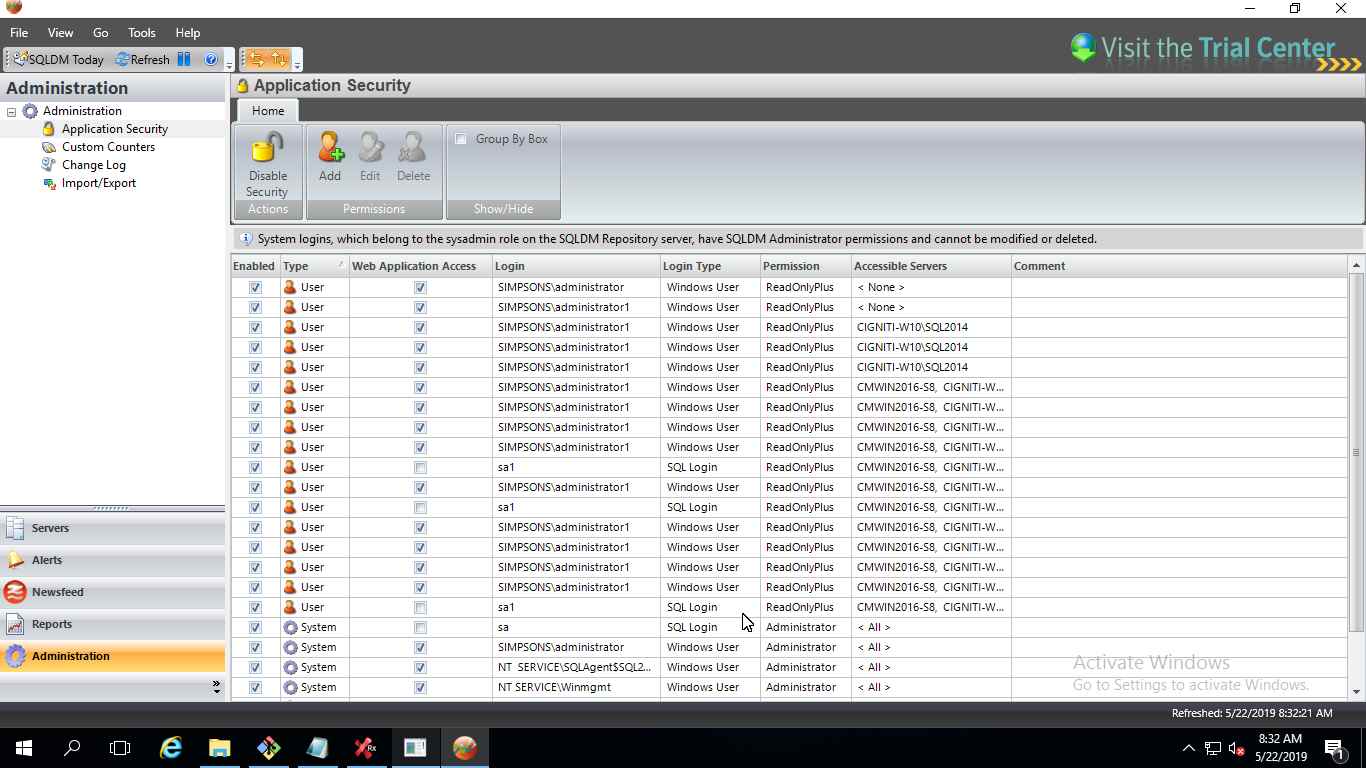 File View Go Tools Help
SQLDM Today Refresh
Visit the Trial Center
Administration
Application Security
Administration
Application Security
Custom Counters
Change Log
Import/Export
Home
Disable Security
Add Edit Delete
Group By Box
Actions Permissions Show/Hide
System logins, which belong to the sysadmin role on the SQLDM Repository server, have SQLDM Administrator permissions and cannot be modified or deleted.
Enabled Type Web Application Access Login Login Type Permission Accessible Servers Comment
User SIMPSONS\administrator Windows User ReadOnlyPlus < None >
User SIMPSONS\administrator1 Windows User ReadOnlyPlus < None >
User SIMPSONS\administrator1 Windows User ReadOnlyPlus CIGNITI-W10\SQL2014
User SIMPSONS\administrator1 Windows User ReadOnlyPlus CIGNITI-W10\SQL2014
User SIMPSONS\administrator1 Windows User ReadOnlyPlus CIGNITI-W10\SQL2014
User SIMPSONS\administrator1 Windows User ReadOnlyPlus CMWIN2016-S8, CIGNITI-W...
User SIMPSONS\administrator1 Windows User ReadOnlyPlus CMWIN2016-S8, CIGNITI-W...
User SIMPSONS\administrator1 Windows User ReadOnlyPlus CMWIN2016-S8, CIGNITI-W...
User SIMPSONS\administrator1 Windows User ReadOnlyPlus CMWIN2016-S8, CIGNITI-W...
User sa1 SQL Login ReadOnlyPlus CMWIN2016-S8, CIGNITI-W...
User SIMPSONS\administrator1 Windows User ReadOnlyPlus CMWIN2016-S8, CIGNITI-W...
User sa1 SQL Login ReadOnlyPlus CMWIN2016-S8, CIGNITI-W...
User SIMPSONS\administrator1 Windows User ReadOnlyPlus CMWIN2016-S8, CIGNITI-W...
User SIMPSONS\administrator1 Windows User ReadOnlyPlus CMWIN2016-S8, CIGNITI-W...
User SIMPSONS\administrator1 Windows User ReadOnlyPlus CMWIN2016-S8, CIGNITI-W...
User SIMPSONS\administrator1 Windows User ReadOnlyPlus CMWIN2016-S8, CIGNITI-W...
User sa1 SQL Login ReadOnlyPlus CMWIN2016-S8, CIGNITI-W...
System sa SQL Login Administrator < All >
System SIMPSONS\administrator Windows User Administrator < All >
System NT SERVICE\SQLAgent$SQL2... Windows User Administrator < All >
System NT SERVICE\Winmgmt Windows User Administrator < All >
Servers
Alerts
Newsfeed
Reports
Administration
Activate Windows
Go to Settings to activate Windows.
Refreshed: 5/22/2019 8:32:21 AM
Rx
8:32 AM
5/22/2019
1